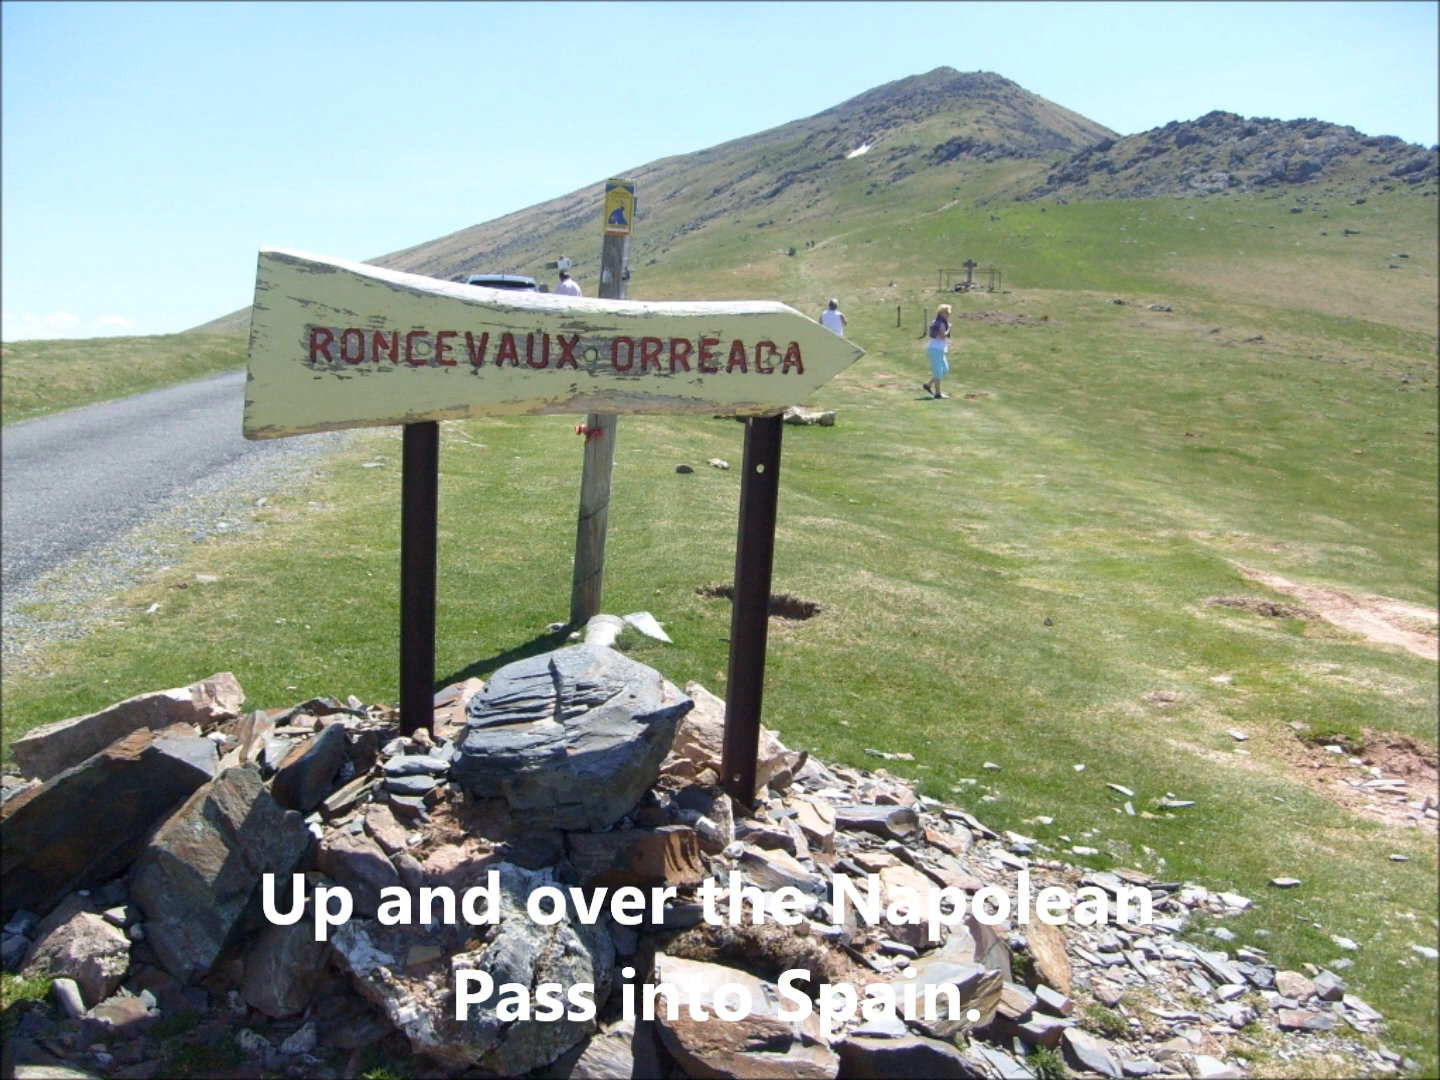 RONCEVAUX ORREAGA
Up and over the Napolean
Pass into Spain.